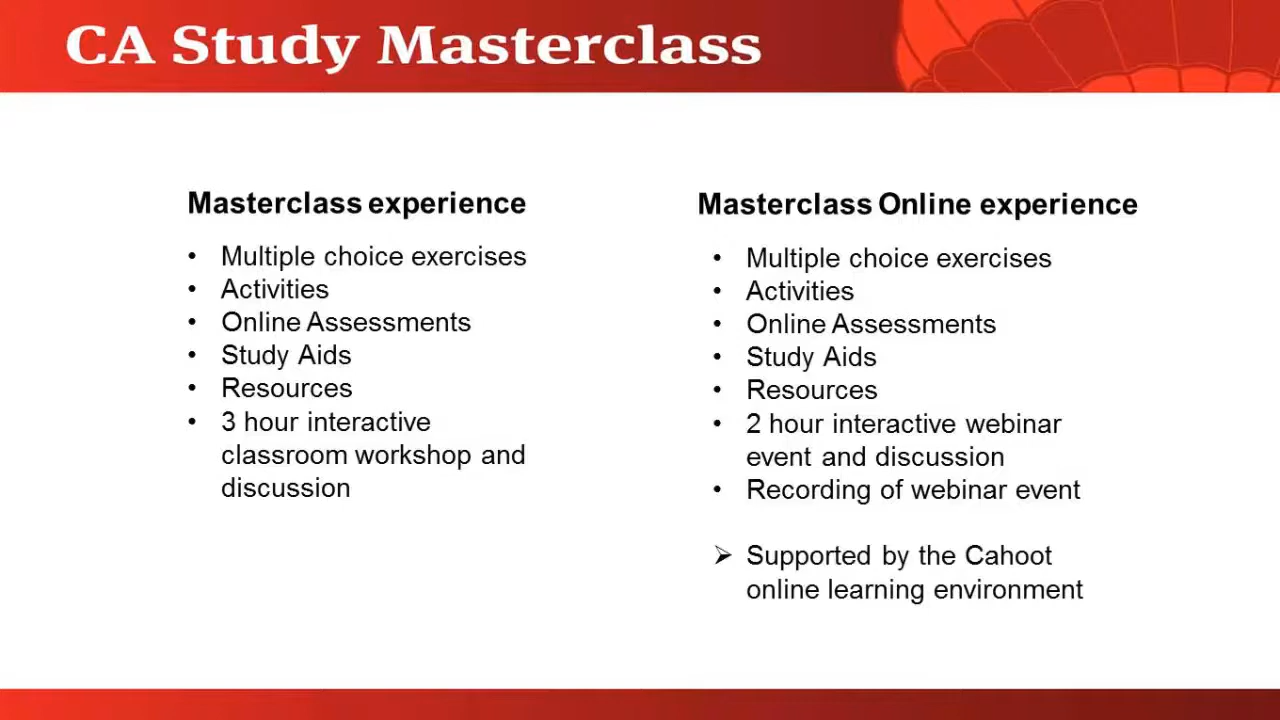 CA Study Masterclass
Masterclass experience
• Multiple choice exercises
• Activities
• Online Assessments
• Study Aids
• Resources
• 3 hour interactive
classroom workshop and
discussion
Masterclass Online experience
• Multiple choice exercises
• Activities
• Online Assessments
• Study Aids
• Resources
• 2 hour interactive webinar
event and discussion
• Recording of webinar event
➢ Supported by the Cahoot
online learning environment